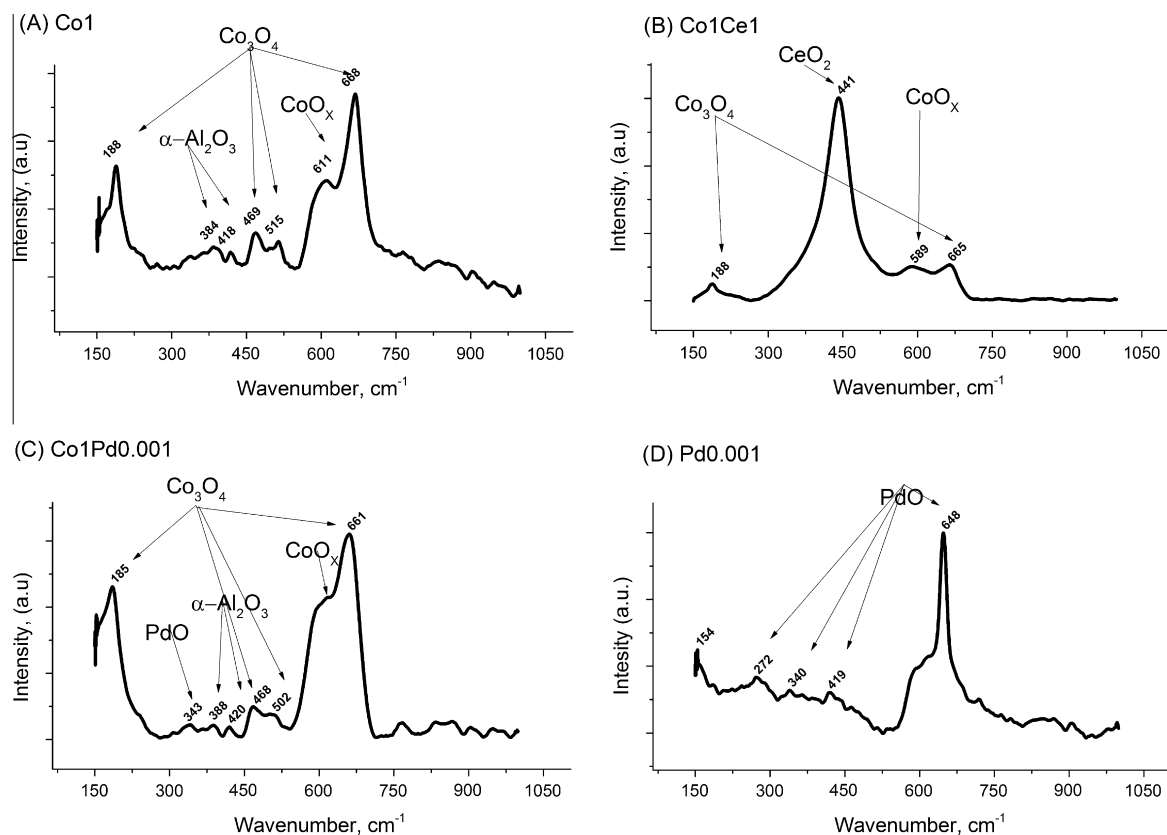 (A) Co1
Co₃O₄
668
CoOₓ
α–Al₂O₃
188
611
469
384
418
515
Intensity, (a.u)
150 300 450 600 750 900 1050
Wavenumber, cm⁻¹
(B) Co1Ce1
CeO₂
441
Co₃O₄
CoOₓ
188
589
665
Intensity, (a.u)
150 300 450 600 750 900 1050
Wavenumber, cm⁻¹
(C) Co1Pd0.001
Co₃O₄
661
CoOₓ
185
α–Al₂O₃
PdO
343
388
420
468
502
Intensity, (a.u)
150 300 450 600 750 900 1050
Wavenumber, cm⁻¹
(D) Pd0.001
PdO
648
154
272
340
419
Intesity, (a.u.)
150 300 450 600 750 900 1050
Wavenumber, cm⁻¹